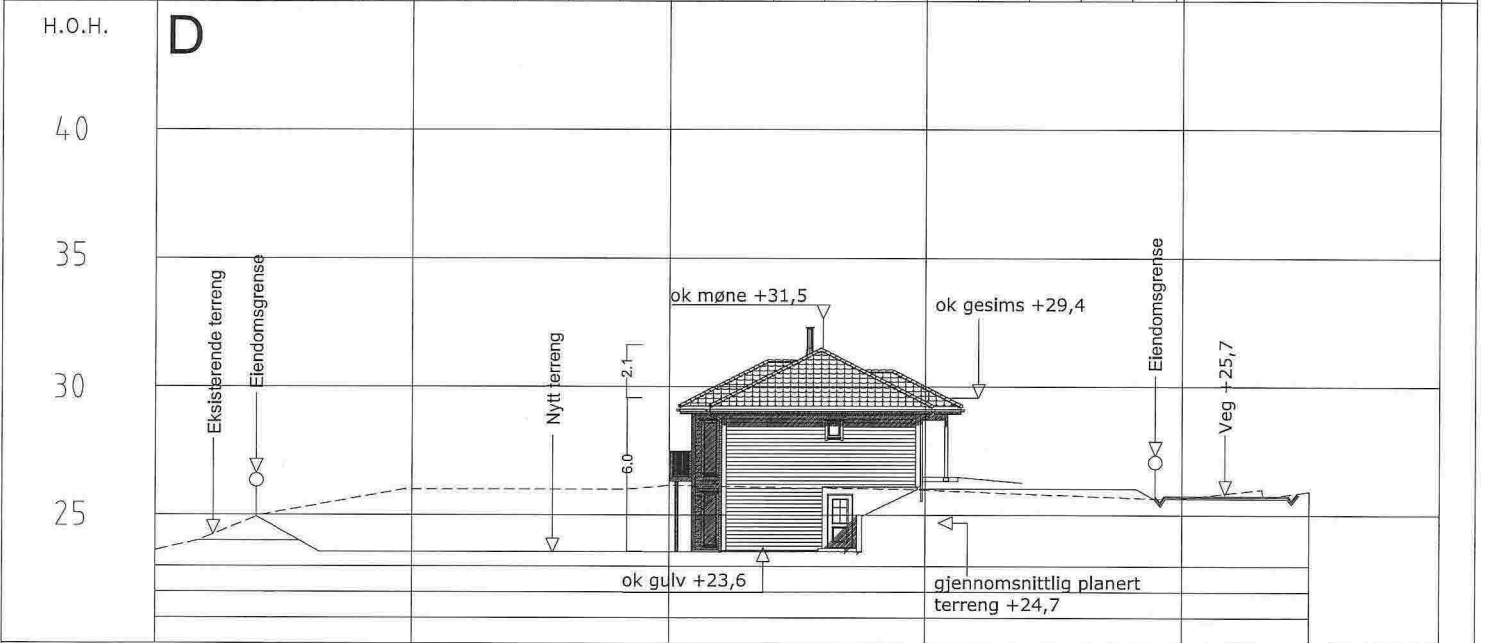 H.O.H.
D
40
35
30
25
Eksisterende terreng
Eiendomsgrense
Nytt terreng
2.1
6.0
ok møne +31,5
ok gesims +29,4
Eiendomsgrense
Veg +25,7
ok gulv +23,6
gjennomsnittlig planert
terreng +24,7